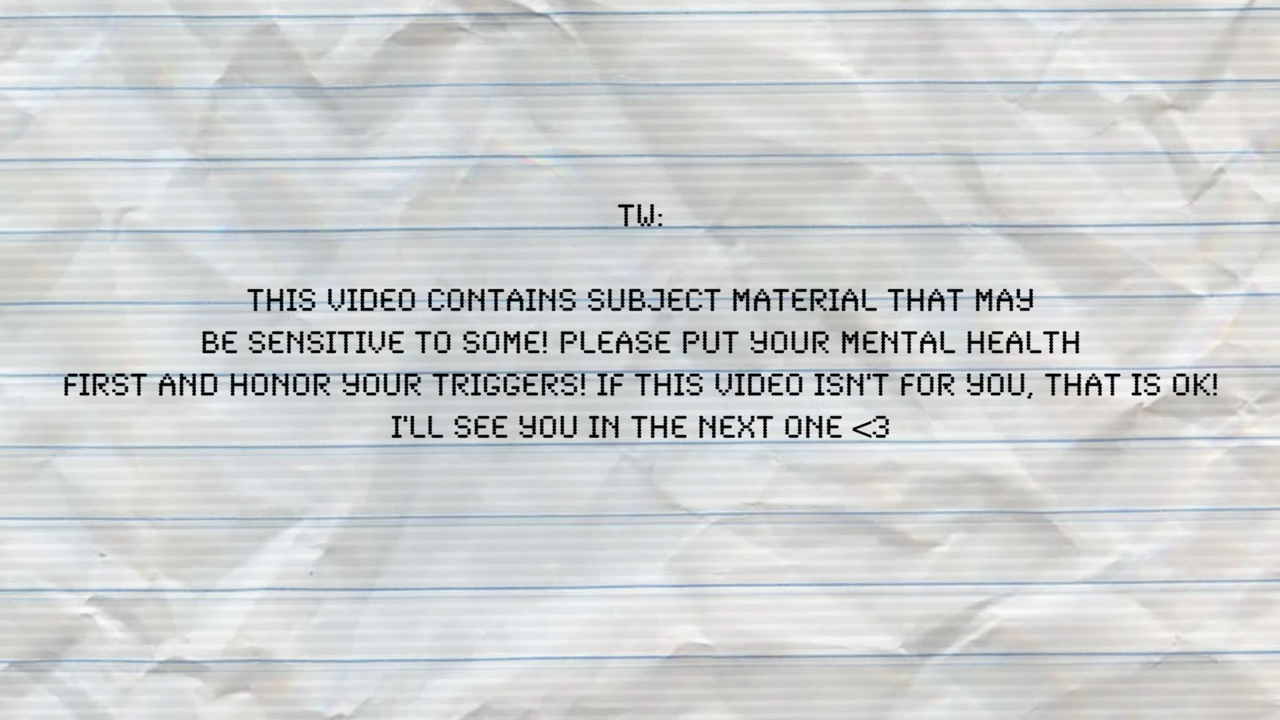 TW:
THIS VIDEO CONTAINS SUBJECT MATERIAL THAT MAY
BE SENSITIVE TO SOME! PLEASE PUT YOUR MENTAL HEALTH
FIRST AND HONOR YOUR TRIGGERS! IF THIS VIDEO ISN'T FOR YOU, THAT IS OK!
I'LL SEE YOU IN THE NEXT ONE <3